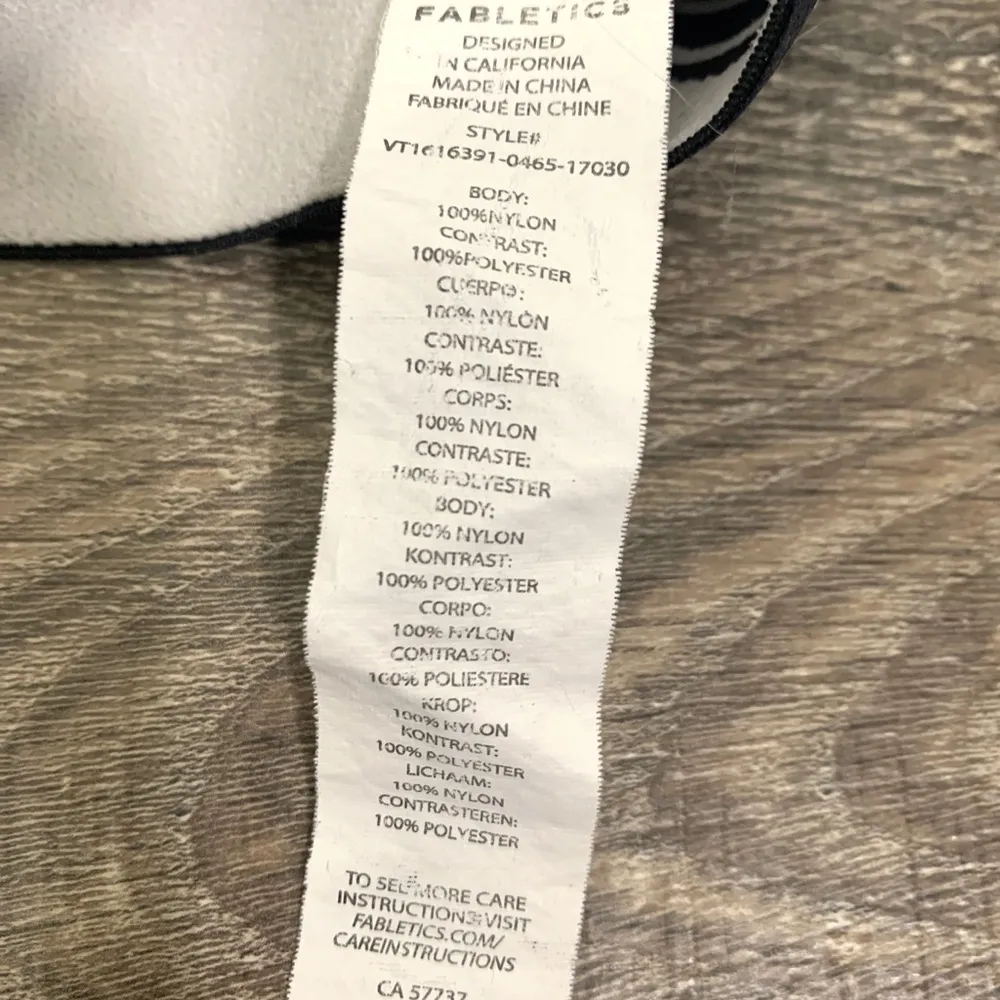 FABLETICS
DESIGNED
IN CALIFORNIA
MADE IN CHINA
FABRIQUÉ EN CHINE
STYLE#
VT1616391-0465-17030
BODY:
100%NYLON
CONTRAST:
100%POLYESTER
CUERPO:
100% NYLON
CONTRASTE:
100% POLIÉSTER
CORPS:
100% NYLON
CONTRASTE:
100% POLYESTER
BODY:
100% NYLON
KONTRAST:
100% POLYESTER
CORPO:
100% NYLON
CONTRASTO:
100% POLIESTERE
KROP:
100% NYLON
KONTRAST:
100% POLYESTER
LICHAAM:
100% NYLON
CONTRASTEREN:
100% POLYESTER
TO SEE MORE CARE
INSTRUCTIONS VISIT
FABLETICS.COM/
CAREINSTRUCTIONS
CA 57737